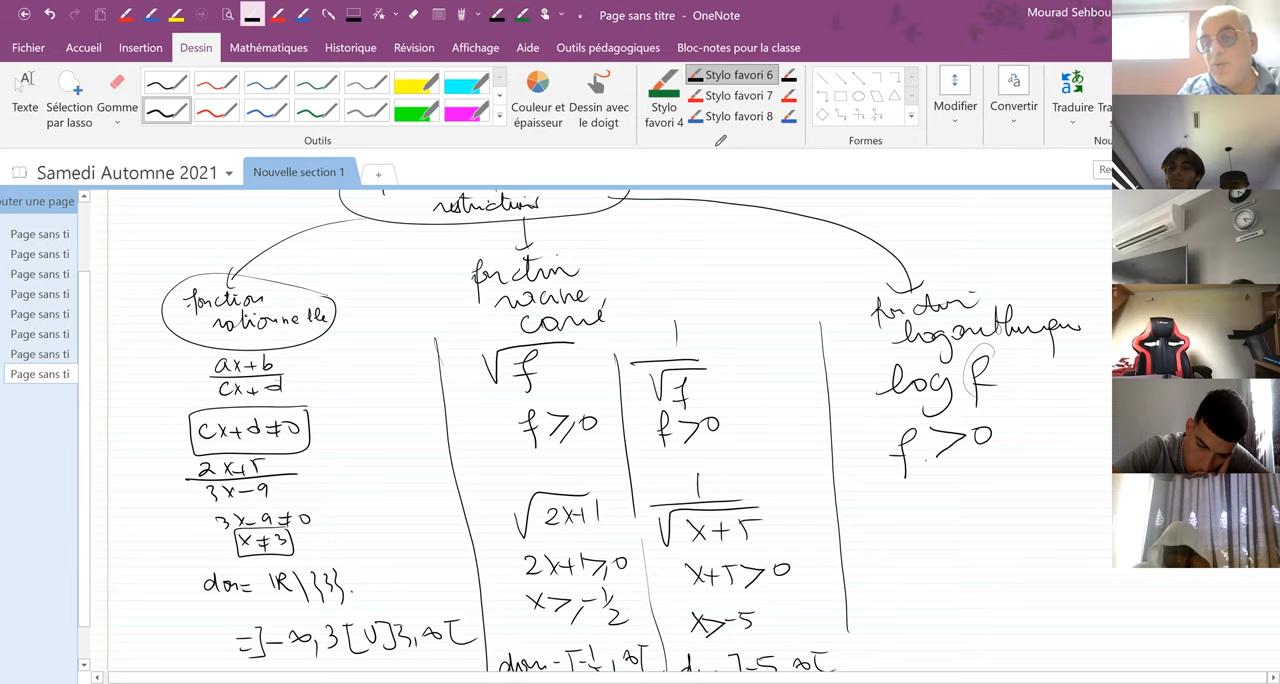 Page sans titre - OneNote
Mourad Sehbou
Fichier Accueil Insertion Dessin Mathématiques Historique Révision Affichage Aide Outils pédagogiques Bloc-notes pour la classe
Texte
Sélection par lasso
Gomme
Couleur et épaisseur
Dessin avec le doigt
Stylo favori 4
Stylo favori 6
Stylo favori 7
Stylo favori 8
Modifier
Convertir
Traduire
Outils
Formes
Samedi Automne 2021
Nouvelle section 1
outer une page
Page sans ti
Page sans ti
Page sans ti
Page sans ti
Page sans ti
Page sans ti
Page sans ti
Page sans ti
restrictions
fonction
rationnelle
ax+b
cx+d
cx+d≠0
2x+5
3x-9
3x-9≠0
x≠3
dom= IR\{3}.
=]-∞,3[U]3,∞[
fonction
racine
carré
√f
f≥0
√2x+1
2x+1≥0
x≥-1/2
1
√f
f>0
1
√x+5
x+5>0
x>-5
fonction
logarithmique
log f
f>0